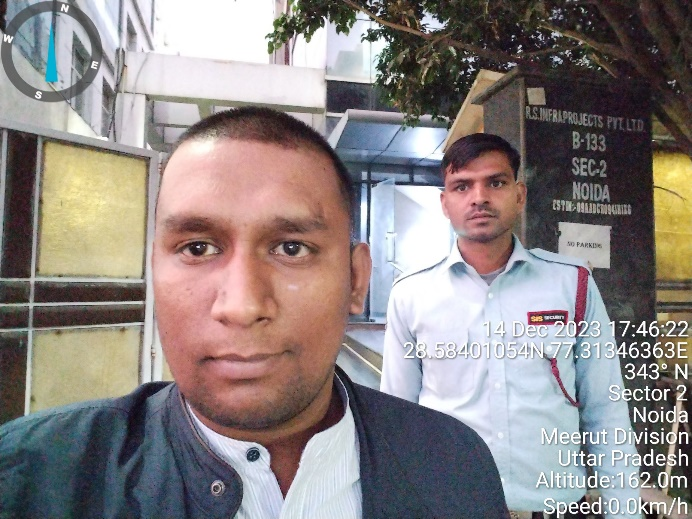 N
W
E
S
R.S.INFRAPROJECTS PVT.LTD.
B-133
SEC-2
NOIDA
NO PARKING
SIS SECURITY
14 Dec 2023 17:46:22
28.58401054N 77.31346363E
343° N
Sector 2
Noida
Meerut Division
Uttar Pradesh
Altitude:162.0m
Speed:0.0km/h